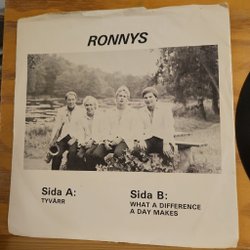 RONNYS
Sida A:
TYVÄRR
Sida B:
WHAT A DIFFERENCE
A DAY MAKES